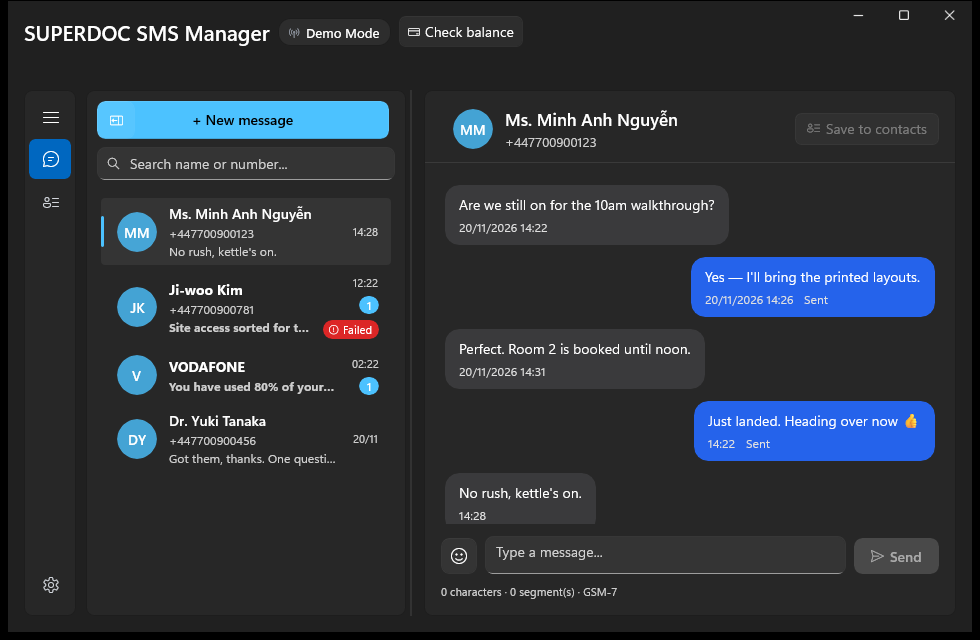 SUPERDOC SMS Manager
Demo Mode
Check balance
+ New message
Search name or number...
Ms. Minh Anh Nguyễn
+447700900123
No rush, kettle's on.
14:28
MM
Ji-woo Kim
+447700900781
Site access sorted for t...
12:22
1
Failed
JK
VODAFONE
You have used 80% of your...
02:22
1
V
Dr. Yuki Tanaka
+447700900456
Got them, thanks. One questi...
20/11
DY
MM
Ms. Minh Anh Nguyễn
+447700900123
Save to contacts
Are we still on for the 10am walkthrough?
20/11/2026 14:22
Yes — I'll bring the printed layouts.
20/11/2026 14:26 Sent
Perfect. Room 2 is booked until noon.
20/11/2026 14:31
Just landed. Heading over now 👍
14:22 Sent
No rush, kettle's on.
14:28
Type a message...
Send
0 characters · 0 segment(s) · GSM-7